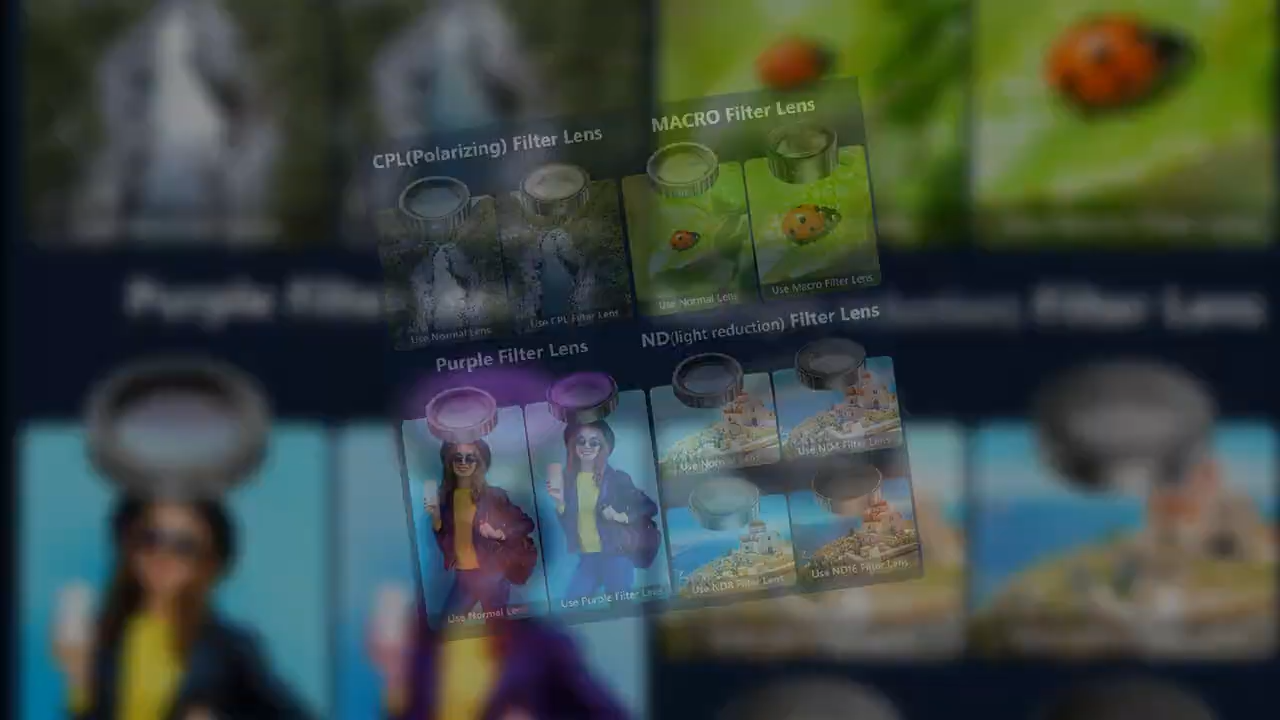 CPL(Polarizing) Filter Lens
MACRO Filter Lens
Use Normal Lens
Use CPL Filter Lens
Use Normal Lens
Use Macro Filter Lens
Purple Filter Lens
ND(light reduction) Filter Lens
Use Normal
Use ND4 Filter Lens
Use Normal
Use Purple Filter Lens
Use ND8 Filter Lens
Use ND16 Filter Lens
Purple
Filter Lens